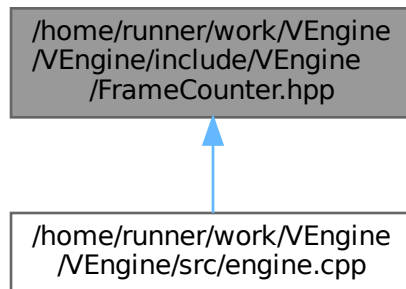 /home/runner/work/VEngine
/VEngine/include/VEngine
/FrameCounter.hpp
/home/runner/work/VEngine
/VEngine/src/engine.cpp